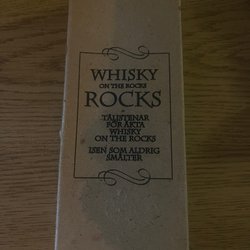 WHISKY
ON THE ROCKS
ROCKS
TÄLJSTENAR
FÖR ÄKTA
WHISKY
ON THE ROCKS
ISEN SOM ALDRIG
SMÄLTER